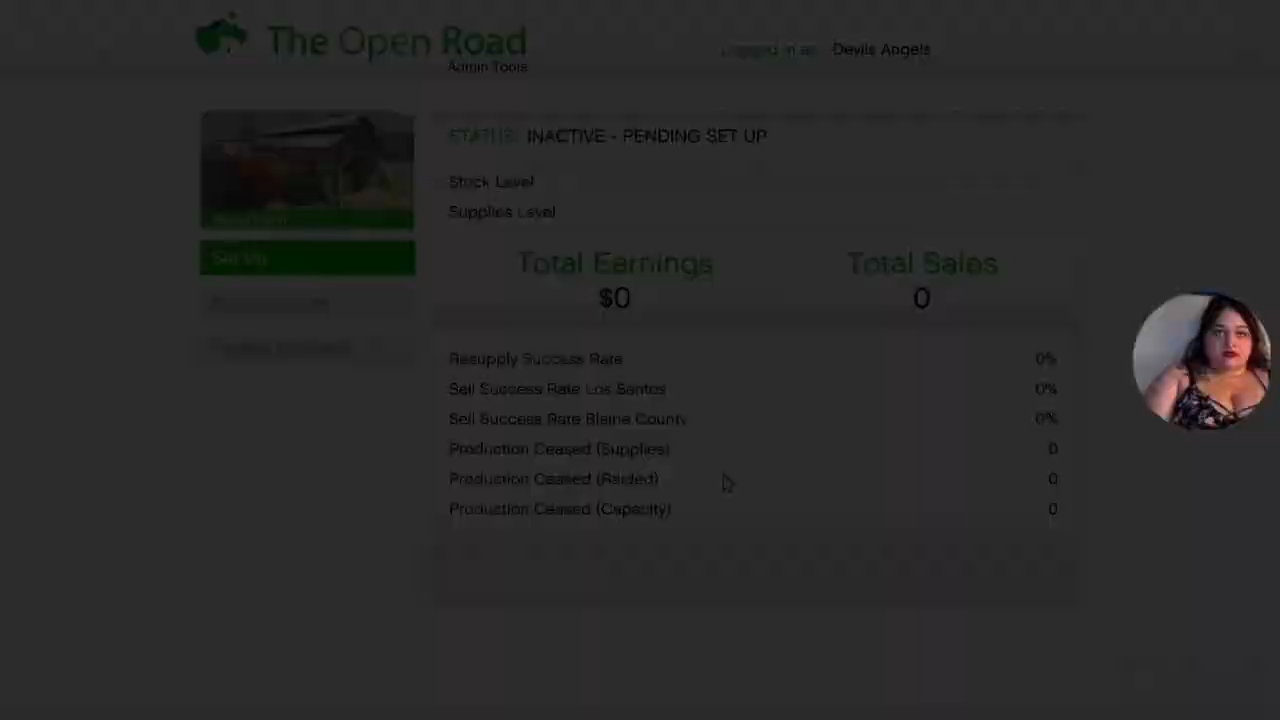 The Open Road
Admin Tools
Logged in as Devils Angels
STATUS: INACTIVE - PENDING SET UP
Stock Level
Supplies Level
Set Up
Total Earnings
Total Sales
$0
0
Resupply Success Rate 0%
Sell Success Rate Los Santos 0%
Sell Success Rate Blaine County 0%
Production Ceased (Supplies) 0
Production Ceased (Raided) 0
Production Ceased (Capacity) 0